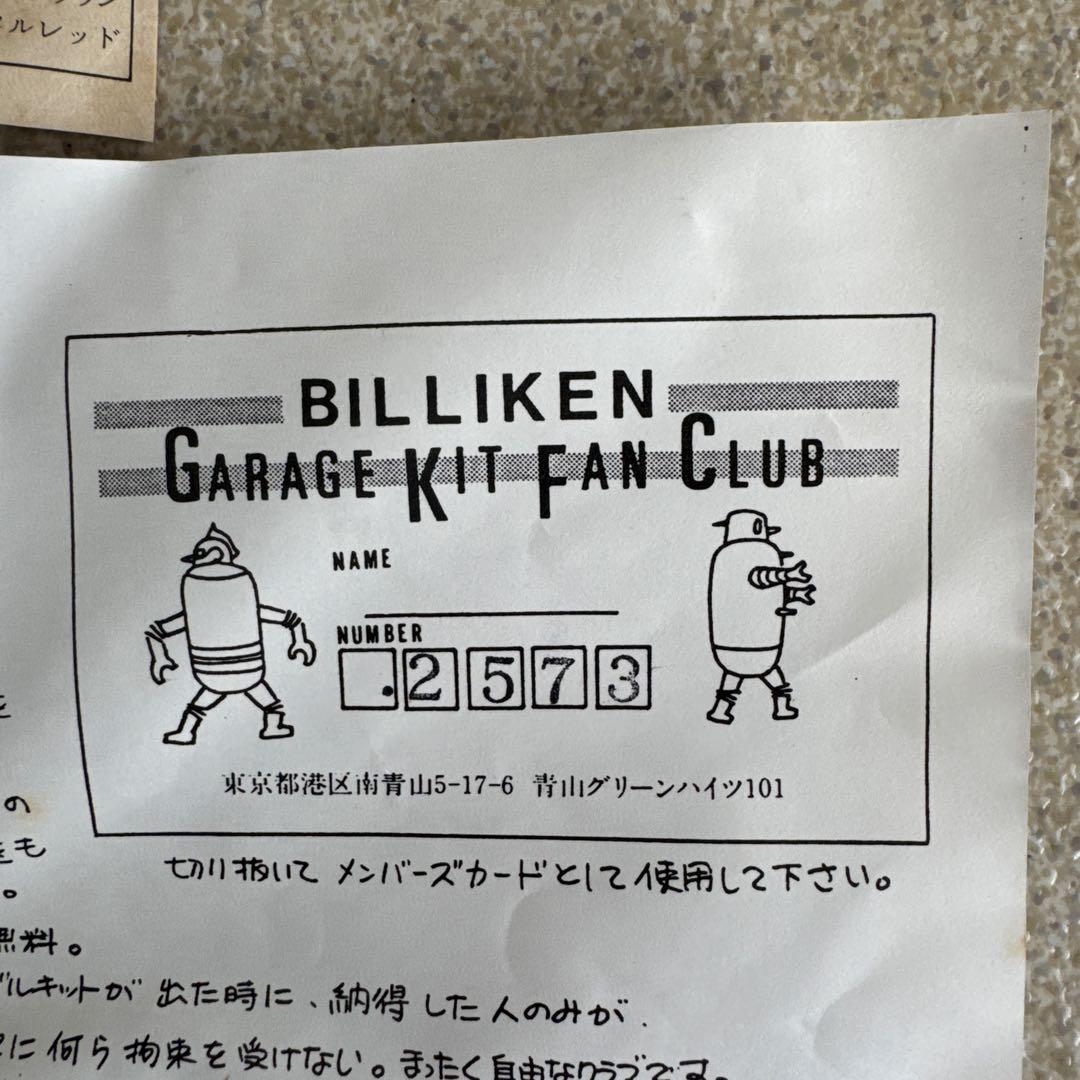 ルレッド
BILLIKEN
GARAGE KIT FAN CLUB
NAME
NUMBER
.2573
東京都港区南青山5-17-6 青山グリーンハイツ101
切り抜いて メンバーズカードとして使用して下さい。
を
の
も
。
無料。
ルキットが 出た時に、納得した人のみが、
に 何ら拘束を受けない。まったく自由なクラブです。